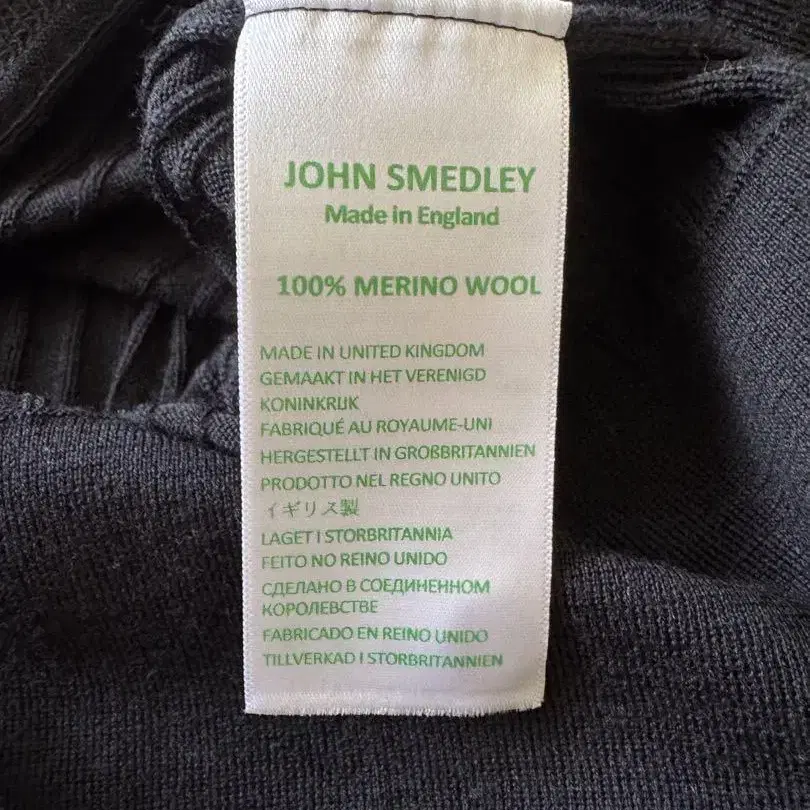 JOHN SMEDLEY
Made in England
100% MERINO WOOL
MADE IN UNITED KINGDOM
GEMAAKT IN HET VERENIGD
KONINKRIJK
FABRIQUÉ AU ROYAUME-UNI
HERGESTELLT IN GROßBRITANNIEN
PRODOTTO NEL REGNO UNITO
イギリス製
LAGET I STORBRITANNIA
FEITO NO REINO UNIDO
СДЕЛАНО В СОЕДИНЕННОМ
КОРОЛЕВСТВЕ
FABRICADO EN REINO UNIDO
TILLVERKAD I STORBRITANNIEN